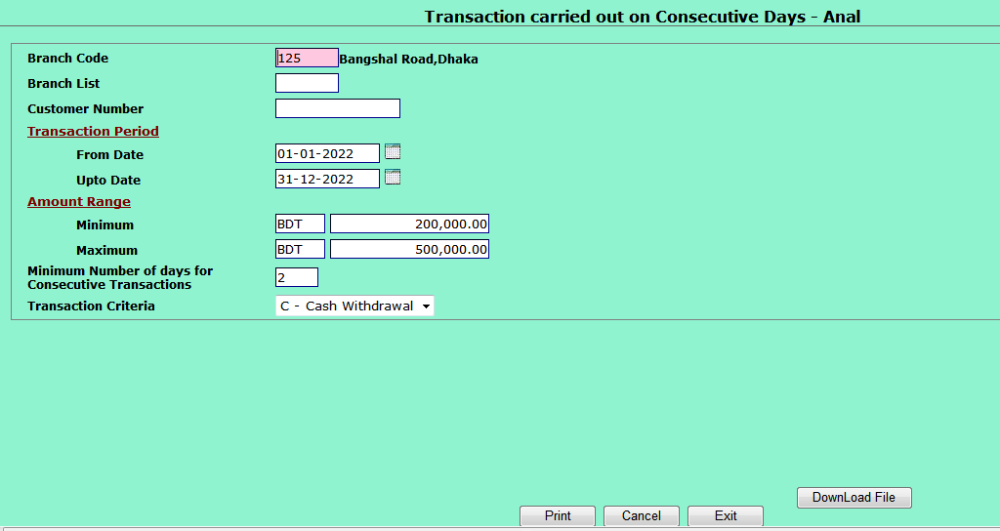 Transaction carried out on Consecutive Days - Anal
Branch Code 125 Bangshal Road,Dhaka
Branch List
Customer Number
Transaction Period
From Date 01-01-2022
Upto Date 31-12-2022
Amount Range
Minimum BDT 200,000.00
Maximum BDT 500,000.00
Minimum Number of days for
Consecutive Transactions 2
Transaction Criteria C - Cash Withdrawal
DownLoad File
Print Cancel Exit